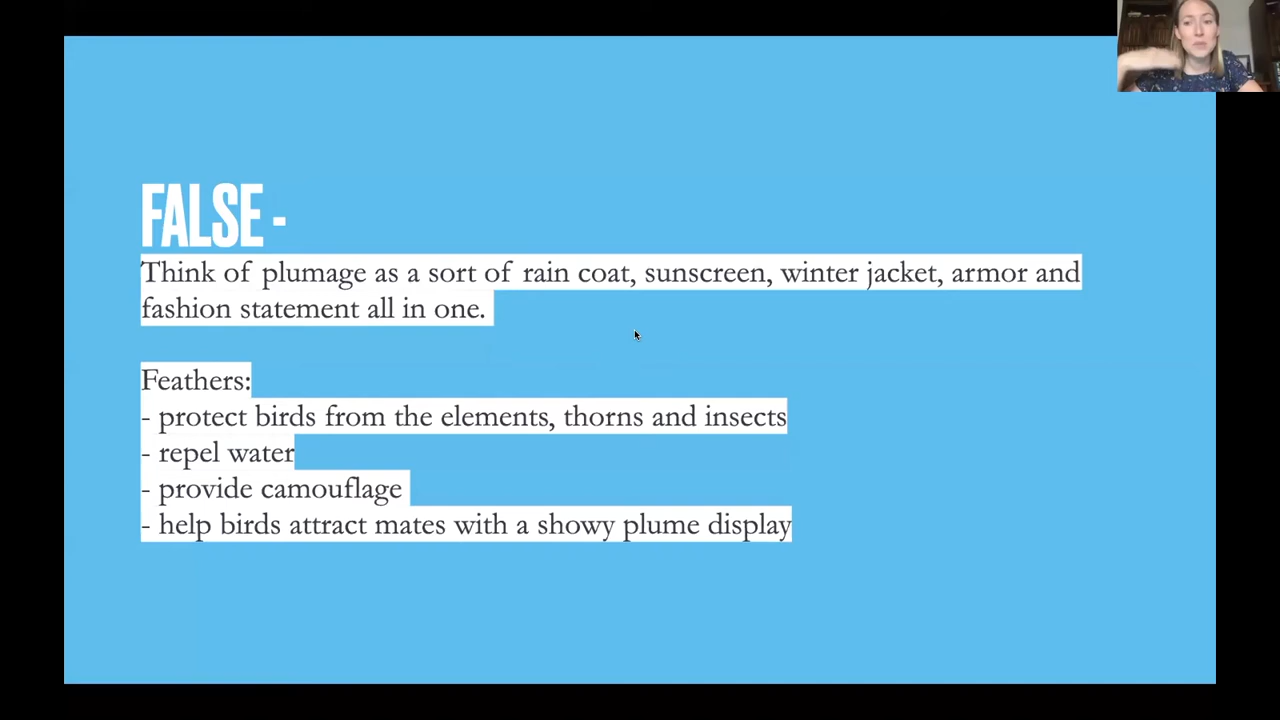 FALSE -
Think of plumage as a sort of rain coat, sunscreen, winter jacket, armor and
fashion statement all in one.
Feathers:
- protect birds from the elements, thorns and insects
- repel water
- provide camouflage
- help birds attract mates with a showy plume display